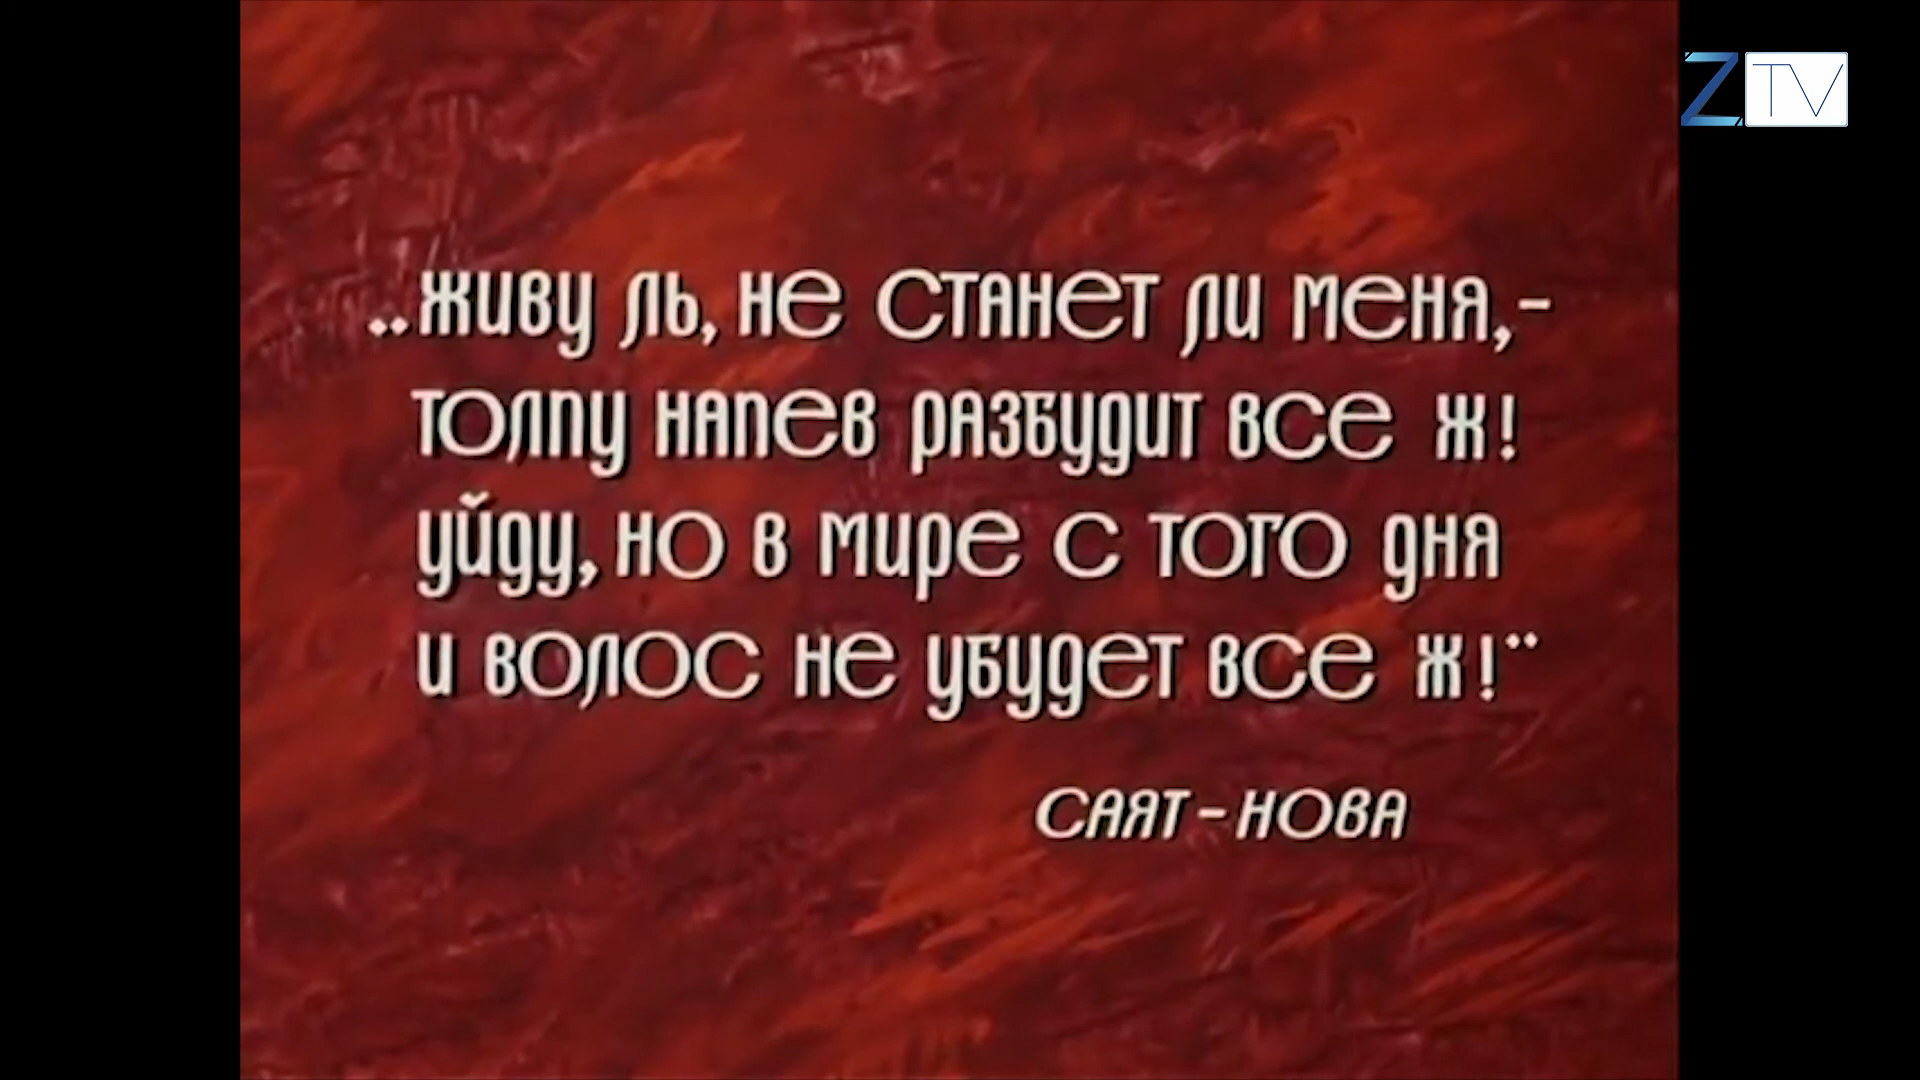 ZTV
„Живу ль, не станет ли меня,-
толпу напев разбудит все ж!
Уйду, но в мире с того дня
и волос не убудет все ж!"
САЯТ-НОВА